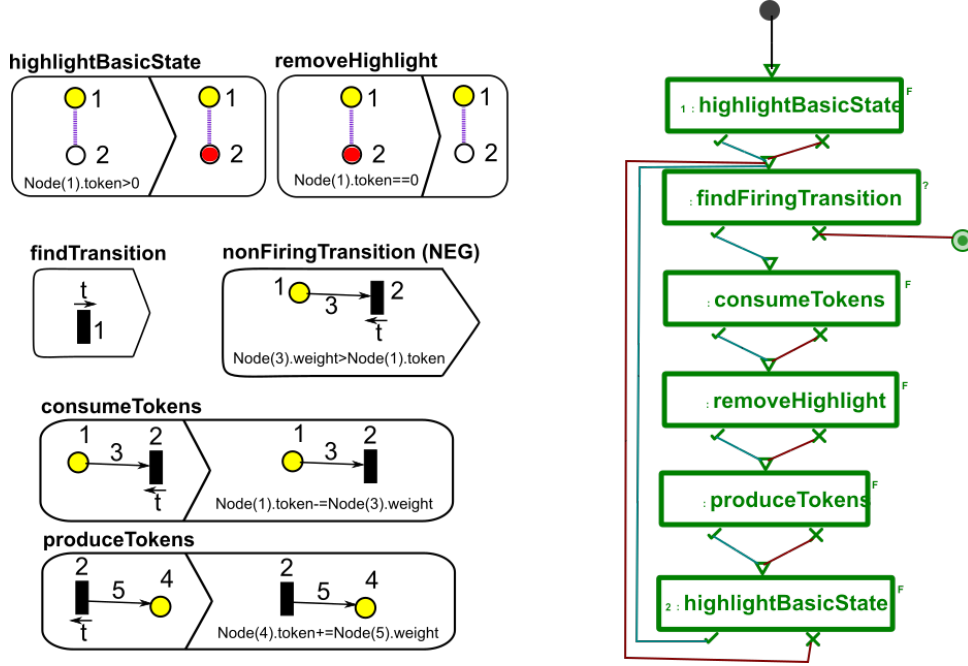 highlightBasicState
1
2
Node(1).token>0
1
2
removeHighlight
1
2
Node(1).token==0
1
2
findTransition
t
1
nonFiringTransition (NEG)
1
3
2
t
Node(3).weight>Node(1).token
consumeTokens
1
3
2
t
1
3
2
Node(1).token-=Node(3).weight
produceTokens
2
5
4
t
2
5
4
Node(4).token+=Node(5).weight
1 : highlightBasicState
F
: findFiringTransition
?
: consumeTokens
F
: removeHighlight
F
: produceTokens
F
2 : highlightBasicState
F